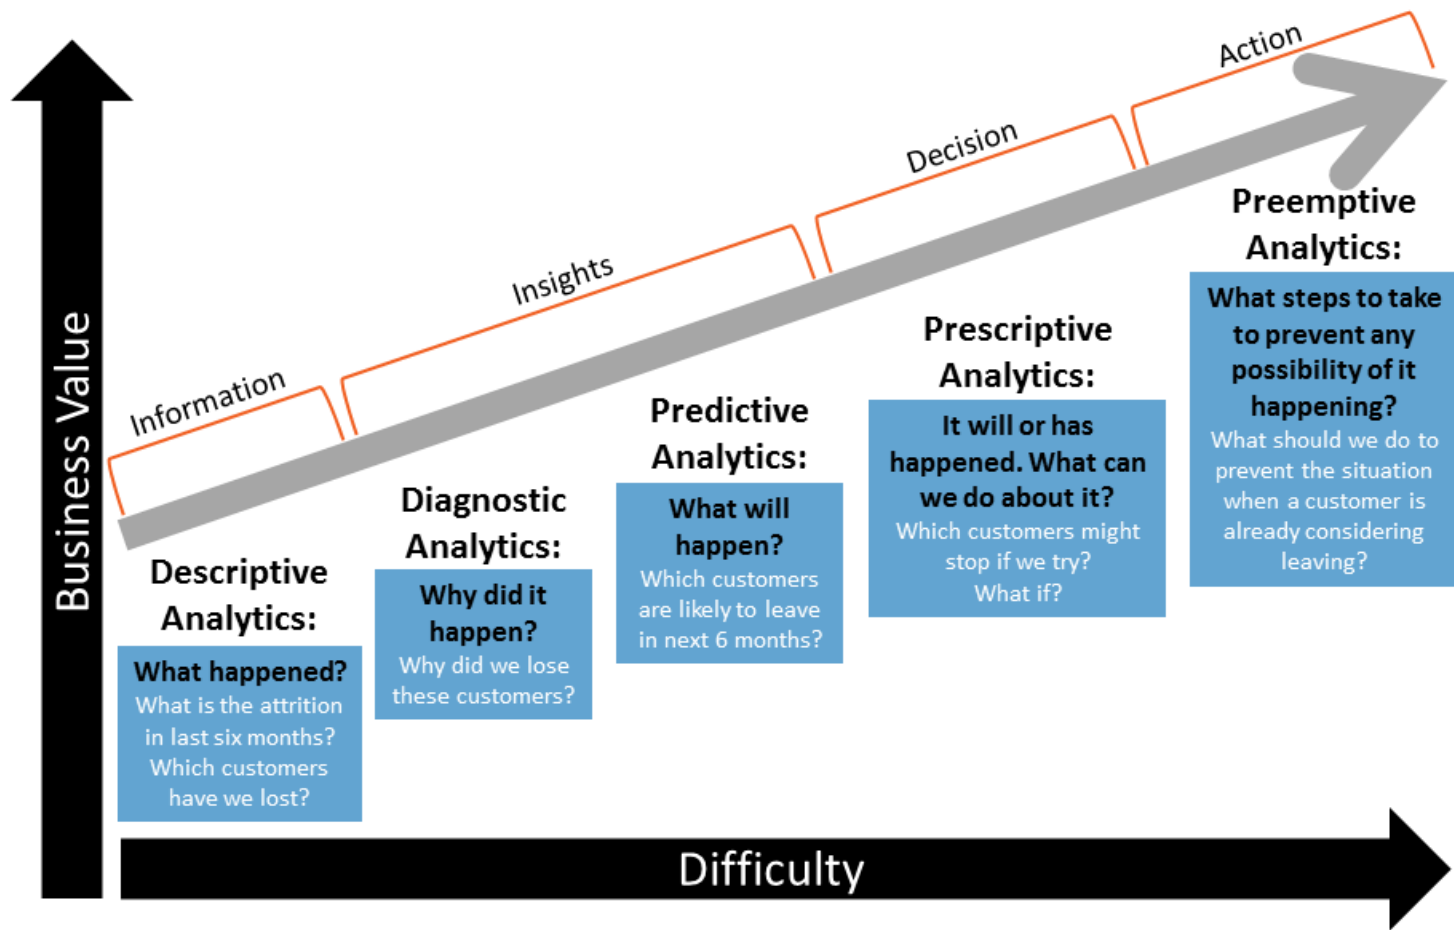 Business Value
Information
Insights
Decision
Action
Descriptive
Analytics:
What happened?
What is the attrition
in last six months?
Which customers
have we lost?
Diagnostic
Analytics:
Why did it
happen?
Why did we lose
these customers?
Predictive
Analytics:
What will
happen?
Which customers
are likely to leave
in next 6 months?
Prescriptive
Analytics:
It will or has
happened. What can
we do about it?
Which customers might
stop if we try?
What if?
Preemptive
Analytics:
What steps to take
to prevent any
possibility of it
happening?
What should we do to
prevent the situation
when a customer is
already considering
leaving?
Difficulty